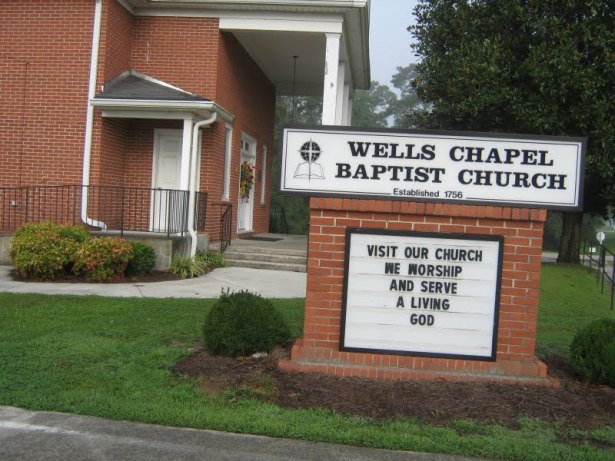 WELLS CHAPEL
BAPTIST CHURCH
Established 1756
VISIT OUR CHURCH
WE WORSHIP
AND SERVE
A LIVING
GOD